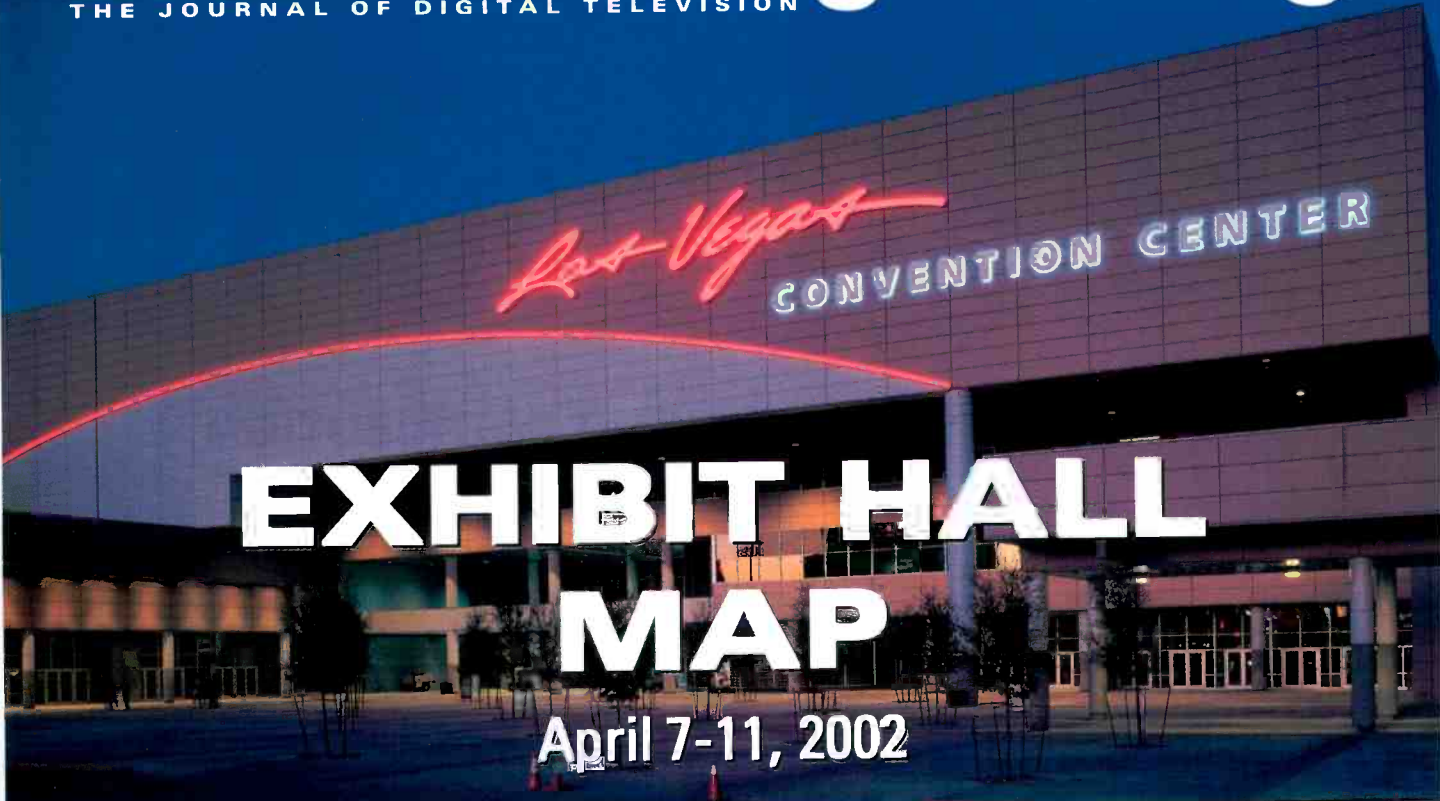 THE JOURNAL OF DIGITAL TELEVISION
Las Vegas
CONVENTION CENTER
EXHIBIT HALL
MAP
April 7-11, 2002